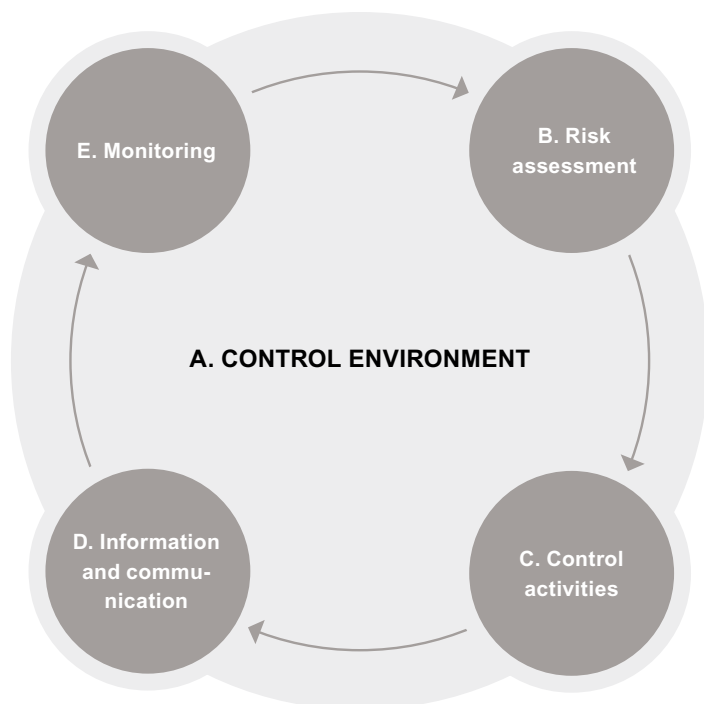 E. Monitoring
B. Risk
assessment
A. CONTROL ENVIRONMENT
D. Information
and commu-
nication
C. Control
activities